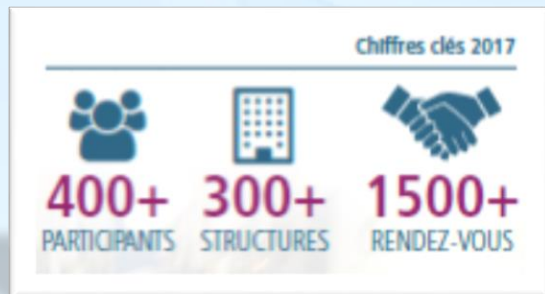 Chiffres clés 2017
400+ 300+ 1500+
PARTICIPANTS STRUCTURES RENDEZ-VOUS